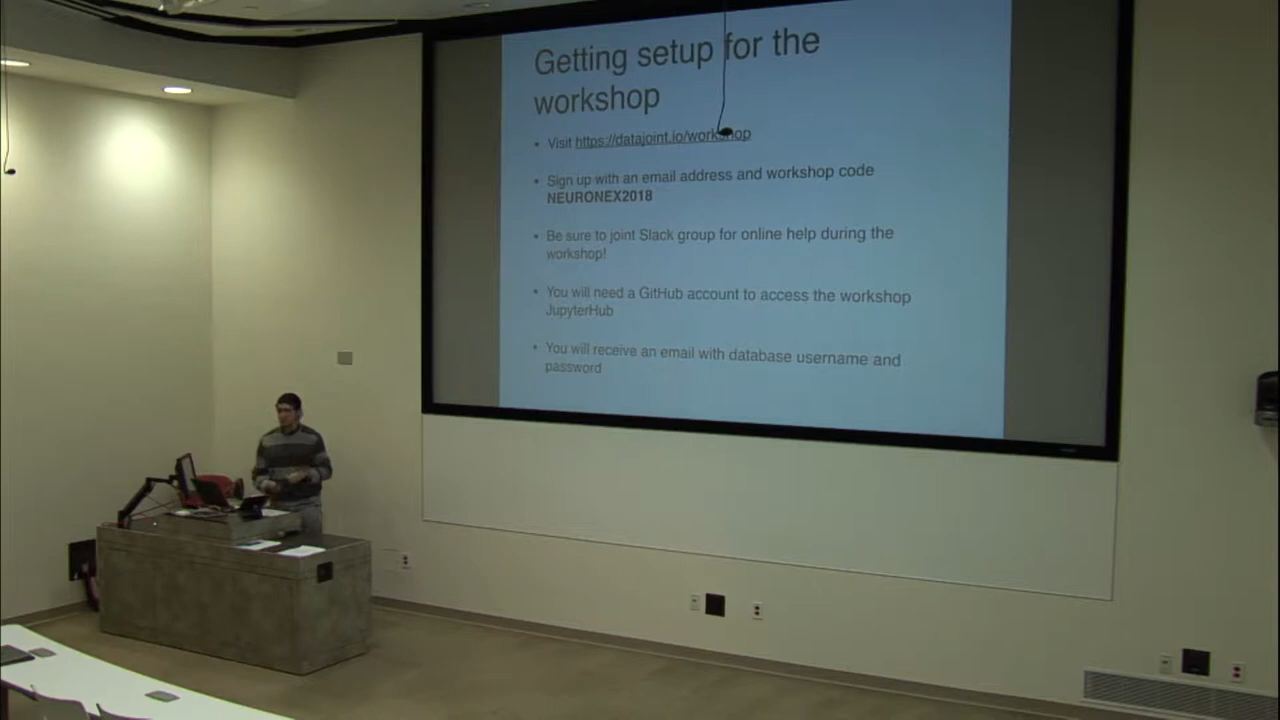 Getting setup for the
workshop
• Visit https://datajoint.io/workshop
• Sign up with an email address and workshop code
NEURONEX2018
• Be sure to joint Slack group for online help during the
workshop!
• You will need a GitHub account to access the workshop
JupyterHub
• You will receive an email with database username and
password